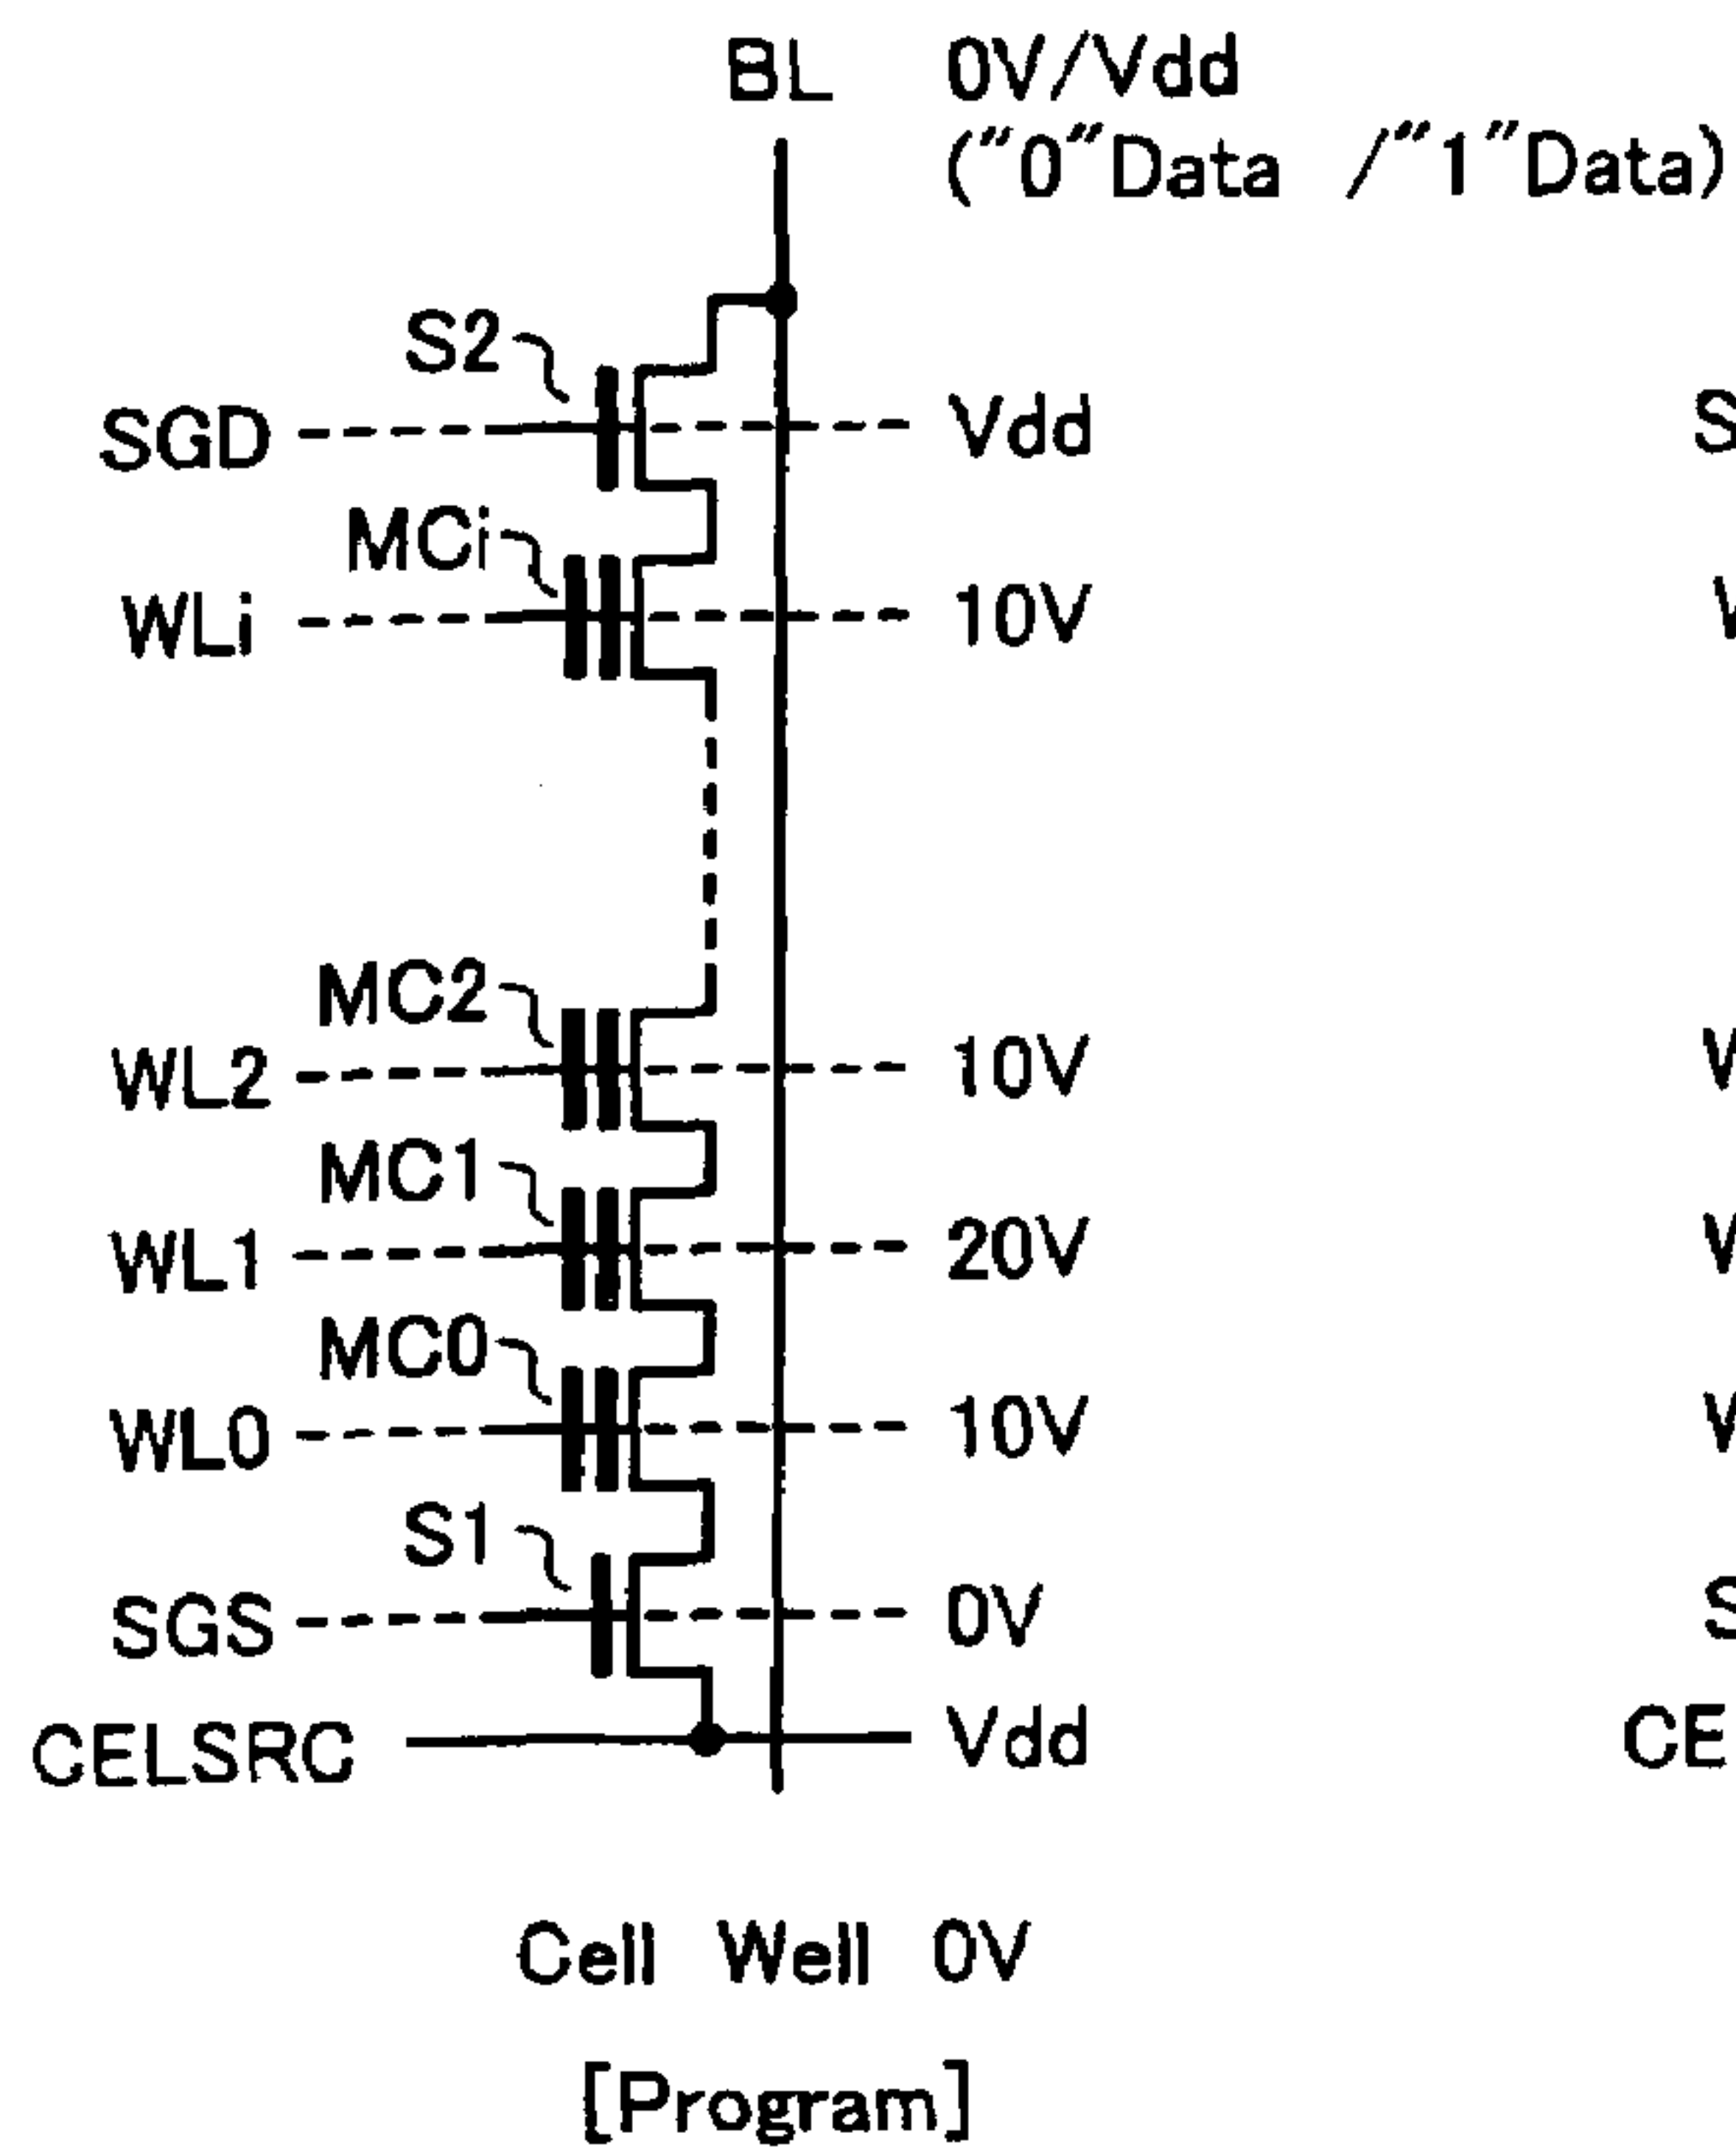 BL 0V/Vdd
("0"Data /"1"Data)
S2
SGD Vdd
MCi
WLi 10V
MC2
WL2 10V
MC1
WL1 20V
MC0
WL0 10V
S1
SGS 0V
CELSRC Vdd
CE
Cell Well 0V
[Program]